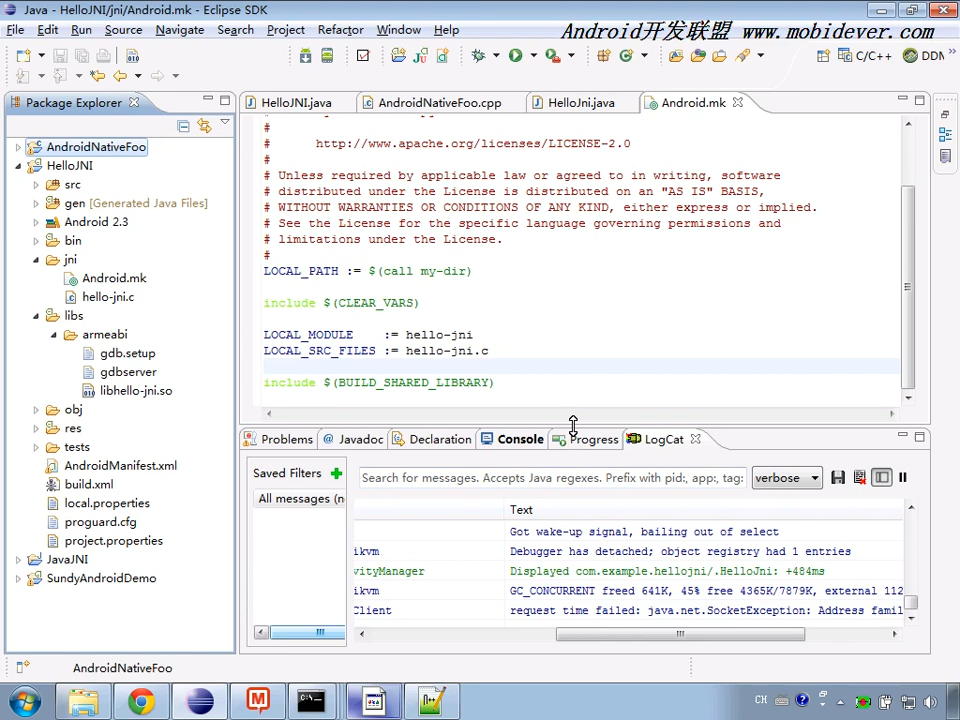 Java - HelloJNI/jni/Android.mk - Eclipse SDK
File Edit Run Source Navigate Search Project Refactor Window Help
Android开发联盟 www.mobidever.com
C/C++ DDM
Package Explorer
HelloJNI.java AndroidNativeFoo.cpp HelloJni.java Android.mk
AndroidNativeFoo
HelloJNI
src
gen [Generated Java Files]
Android 2.3
bin
jni
Android.mk
hello-jni.c
libs
armeabi
gdb.setup
gdbserver
libhello-jni.so
obj
res
tests
AndroidManifest.xml
build.xml
local.properties
proguard.cfg
project.properties
JavaJNI
SundyAndroidDemo
#
# http://www.apache.org/licenses/LICENSE-2.0
#
# Unless required by applicable law or agreed to in writing, software
# distributed under the License is distributed on an "AS IS" BASIS,
# WITHOUT WARRANTIES OR CONDITIONS OF ANY KIND, either express or implied.
# See the License for the specific language governing permissions and
# limitations under the License.
#
LOCAL_PATH := $(call my-dir)
include $(CLEAR_VARS)
LOCAL_MODULE := hello-jni
LOCAL_SRC_FILES := hello-jni.c
include $(BUILD_SHARED_LIBRARY)
Problems @ Javadoc Declaration Console Progress LogCat
Saved Filters
All messages (n
Search for messages. Accepts Java regexes. Prefix with pid:, app:, tag:
verbose
Text
Got wake-up signal, bailing out of select
ikvm Debugger has detached; object registry had 1 entries
vityManager Displayed com.example.hellojni/.HelloJni: +484ms
ikvm GC_CONCURRENT freed 641K, 45% free 4365K/7879K, external 112
Client request time failed: java.net.SocketException: Address famil
AndroidNativeFoo
CH